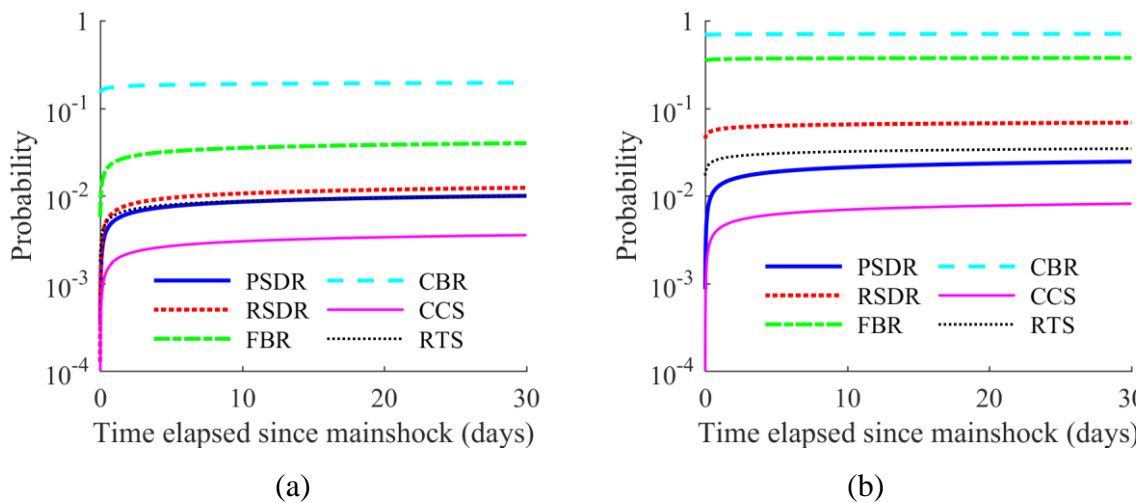 1
10-1
10-2
10-3
10-4
Probability
PSDR
RSDR
FBR
CBR
CCS
RTS
0
10
20
30
Time elapsed since mainshock (days)
(a)
1
10-1
10-2
10-3
10-4
Probability
PSDR
RSDR
FBR
CBR
CCS
RTS
0
10
20
30
Time elapsed since mainshock (days)
(b)